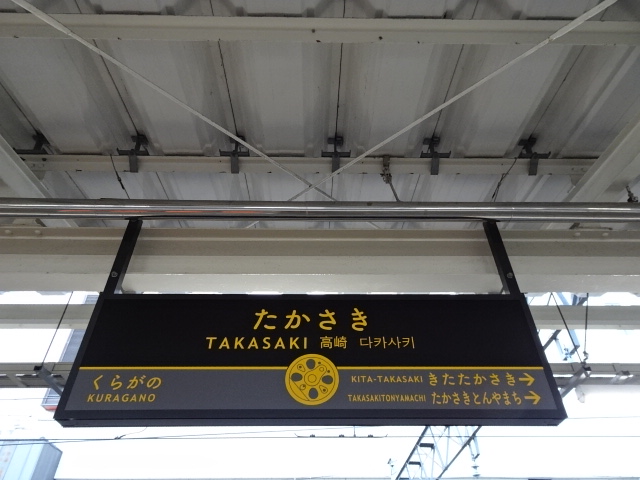 たかさき
TAKASAKI 高崎 다카사키
くらがの
KURAGANO
KITA-TAKASAKI きたたかさき→
TAKASAKITONYAMACHI たかさきとんやまち→